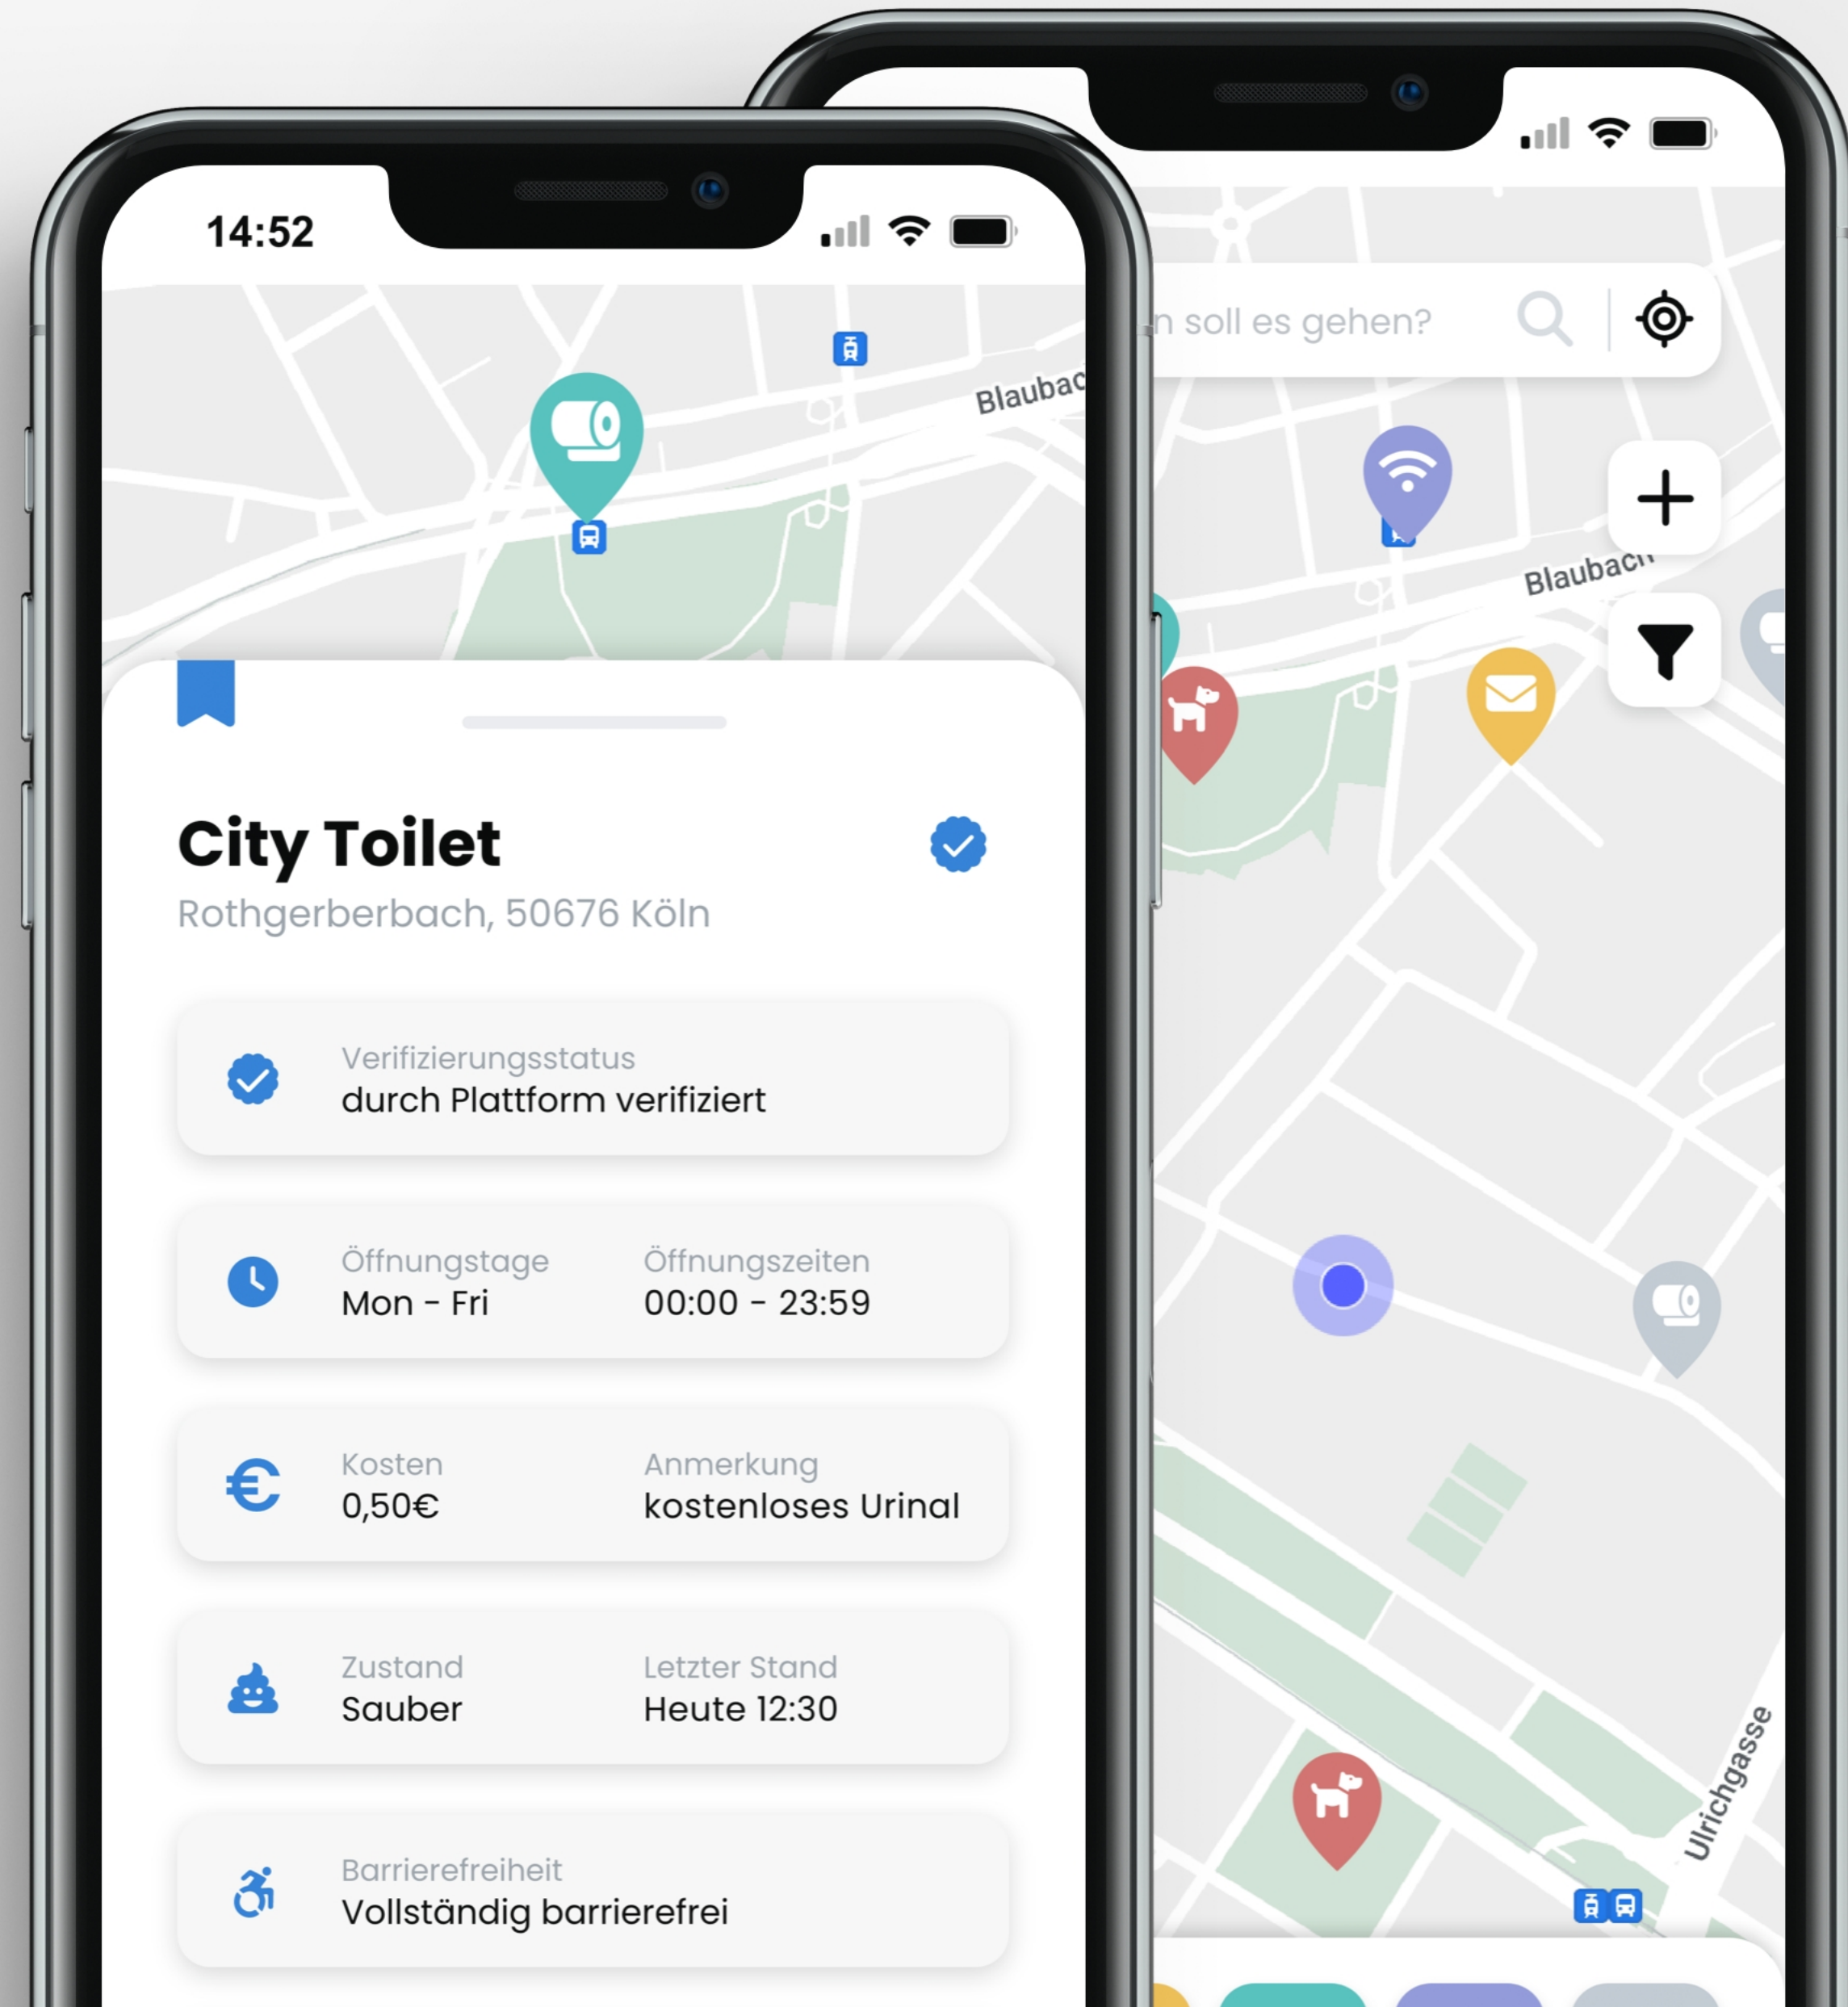 14:52
Blaubac
City Toilet
Rothgerberbach, 50676 Köln
Verifizierungsstatus
durch Plattform verifiziert
Öffnungstage
Mon - Fri
Öffnungszeiten
00:00 - 23:59
Kosten
0,50€
Anmerkung
kostenloses Urinal
Zustand
Sauber
Letzter Stand
Heute 12:30
Barrierefreiheit
Vollständig barrierefrei
n soll es gehen?
Blaubach
Ulrichgasse